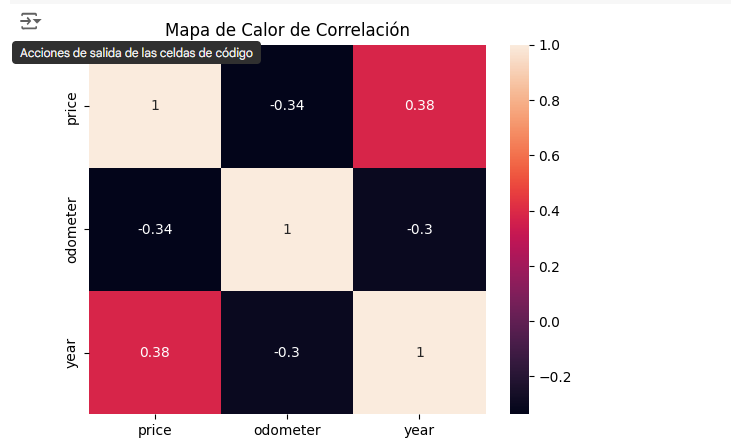 Mapa de Calor de Correlación
Acciones de salida de las celdas de código
price
1
-0.34
0.38
odometer
-0.34
1
-0.3
year
0.38
-0.3
1
price
odometer
year
1.0
0.8
0.6
0.4
0.2
0.0
−0.2